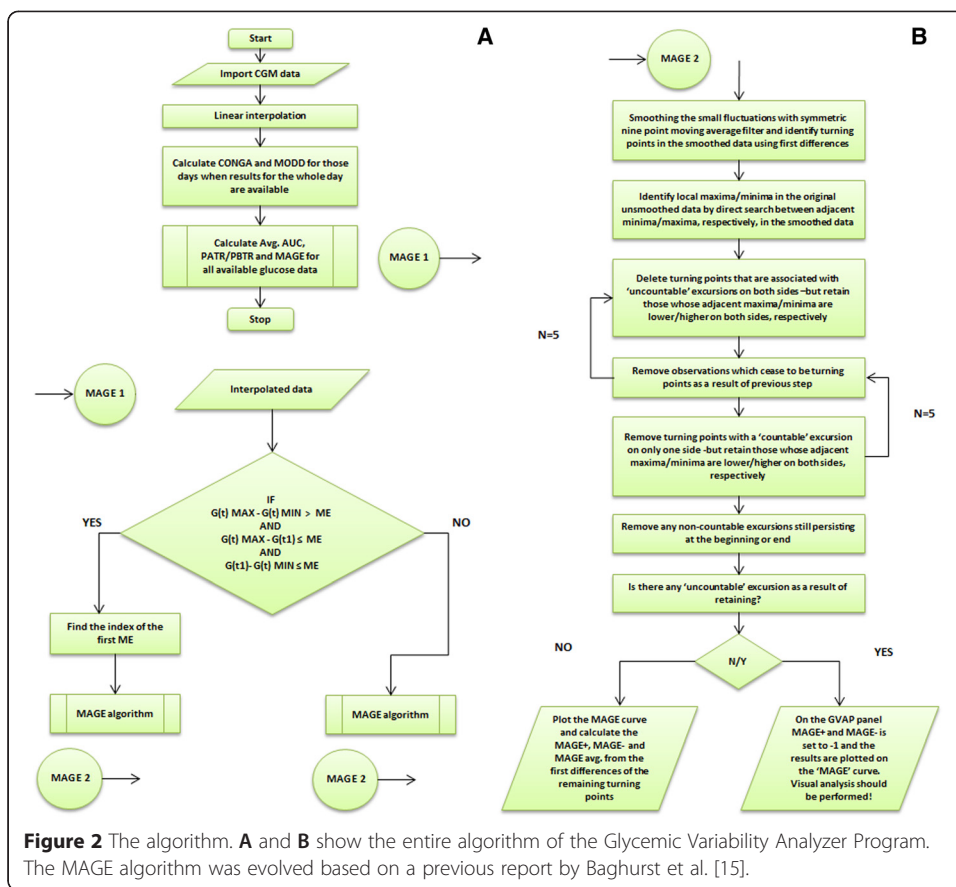 A
Start
Import CGM data
Linear interpolation
Calculate CONGA and MODD for those
days when results for the whole day
are available
Calculate Avg. AUC,
PATR/PBTR and MAGE for
all available glucose data
MAGE 1
Stop
MAGE 1
Interpolated data
IF
G(t) MAX - G(t) MIN > ME
AND
G(t) MAX - G(t1) ≤ ME
AND
G(t1)- G(t) MIN ≤ ME
YES
NO
Find the index of the
first ME
MAGE algorithm
MAGE algorithm
MAGE 2
MAGE 2
B
MAGE 2
Smoothing the small fluctuations with symmetric
nine point moving average filter and identify turning
points in the smoothed data using first differences
Identify local maxima/minima in the original
unsmoothed data by direct search between adjacent
minima/maxima, respectively, in the smoothed data
Delete turning points that are associated with
'uncountable' excursions on both sides –but retain
those whose adjacent maxima/minima are
lower/higher on both sides, respectively
N=5
Remove observations which cease to be turning
points as a result of previous step
N=5
Remove turning points with a 'countable' excursion
on only one side -but retain those whose adjacent
maxima/minima are lower/higher on both sides,
respectively
Remove any non-countable excursions still persisting
at the beginning or end
Is there any 'uncountable' excursion as a result of
retaining?
NO
N/Y
YES
Plot the MAGE curve
and calculate the
MAGE+, MAGE- and
MAGE avg. from the
first differences of the
remaining turning
points
On the GVAP panel
MAGE+ and MAGE- is
set to -1 and the
results are plotted on
the 'MAGE' curve.
Visual analysis should
be performed!
Figure 2 The algorithm. A and B show the entire algorithm of the Glycemic Variability Analyzer Program.
The MAGE algorithm was evolved based on a previous report by Baghurst et al. [15].